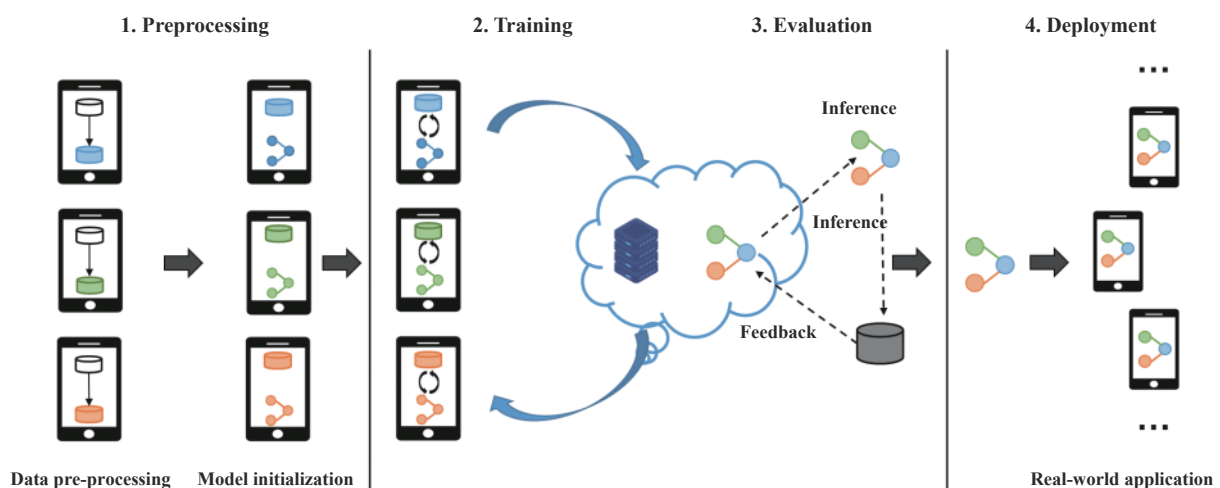 1. Preprocessing
2. Training
3. Evaluation
4. Deployment
Inference
Inference
Feedback
Data pre-processing
Model initialization
Real-world application